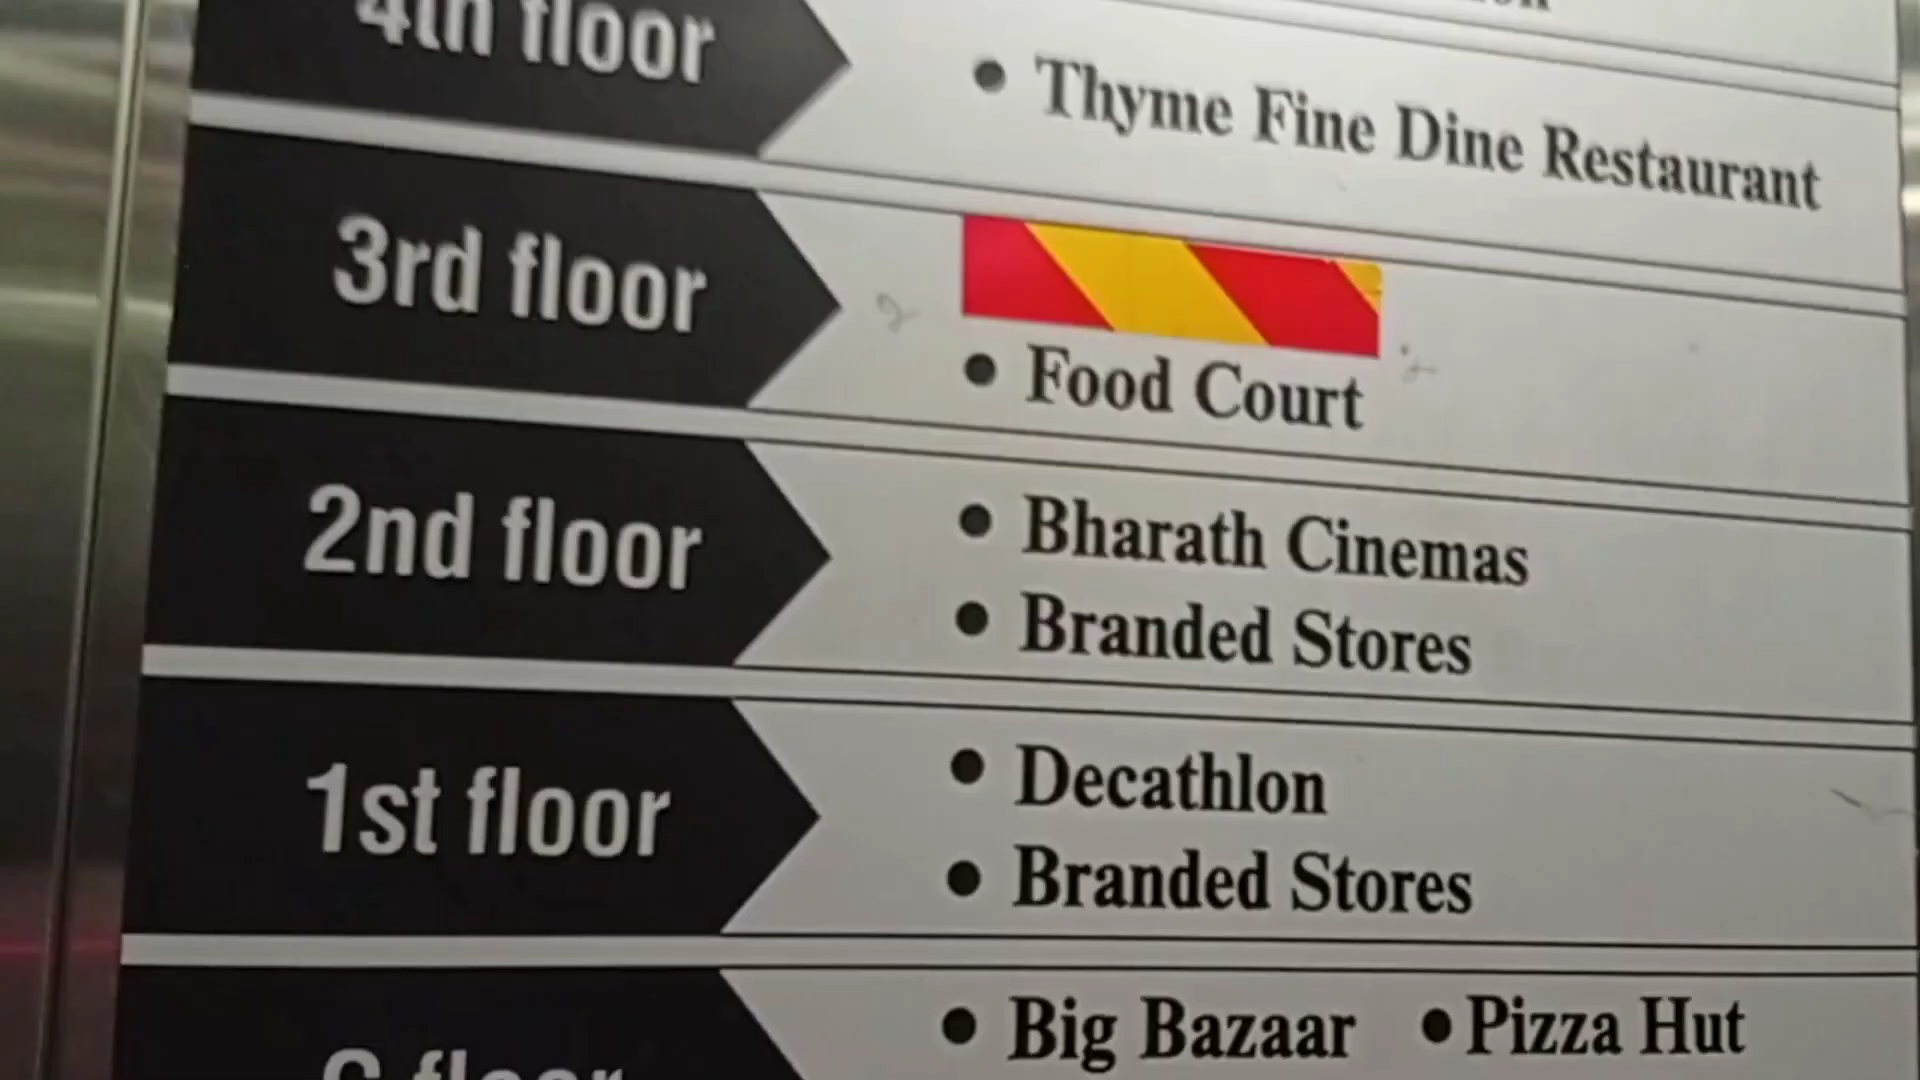 4th floor
• Thyme Fine Dine Restaurant
3rd floor
• Food Court
2nd floor
• Bharath Cinemas
• Branded Stores
1st floor
• Decathlon
• Branded Stores
G floor
• Big Bazaar • Pizza Hut